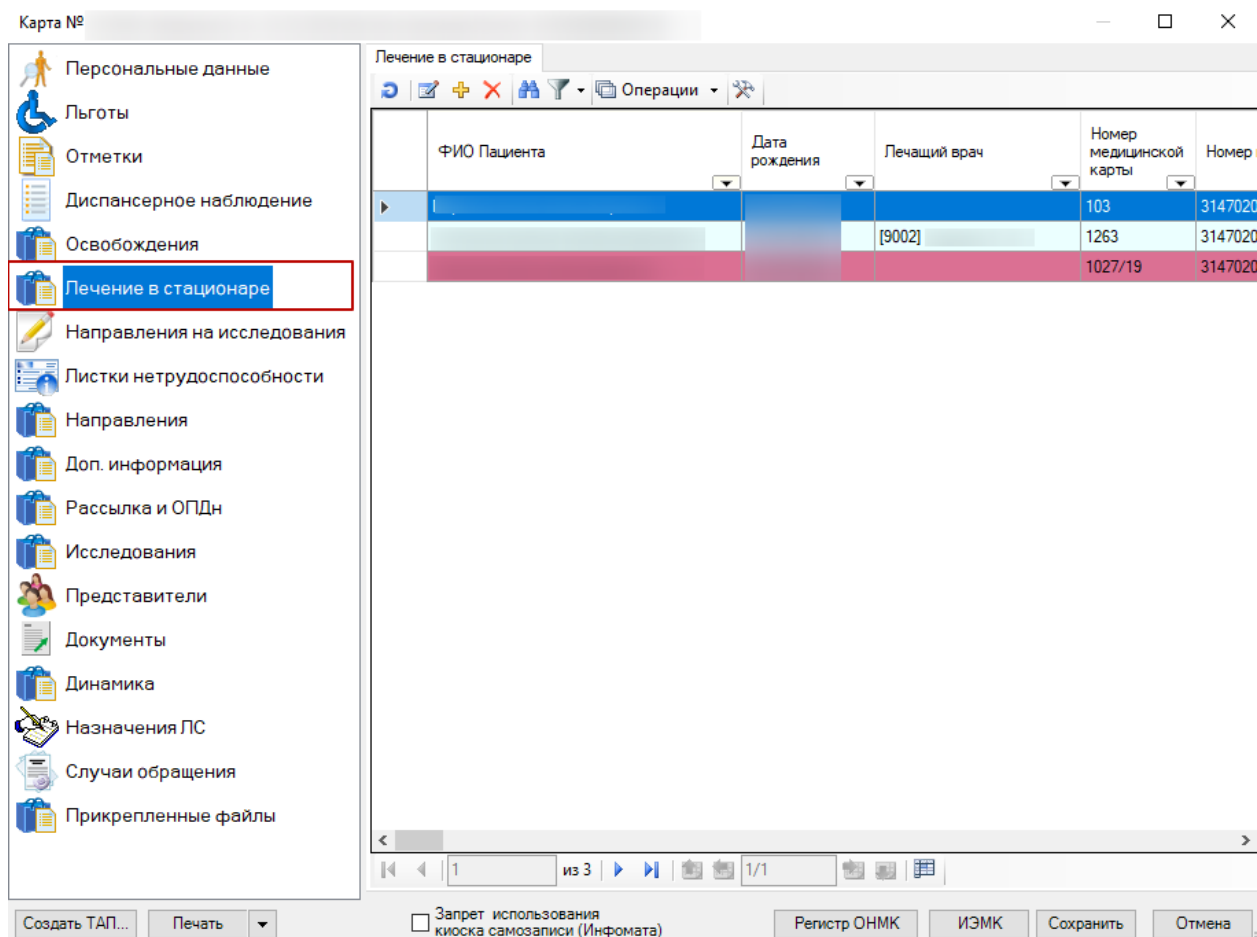 Карта №
Персональные данные
Льготы
Отметки
Диспансерное наблюдение
Освобождения
Лечение в стационаре
Направления на исследования
Листки нетрудоспособности
Направления
Доп. информация
Рассылка и ОПДн
Исследования
Представители
Документы
Динамика
Назначения ЛС
Случаи обращения
Прикрепленные файлы
Лечение в стационаре
Операции
ФИО Пациента
Дата
рождения
Лечащий врач
Номер
медицинской
карты
Номер
103 3147020
[9002] 1263 3147020
1027/19 3147020
1 из 3 1/1
Создать ТАП... Печать
Запрет использования
киоска самозаписи (Инфомата)
Регистр ОНМК ИЭМК Сохранить Отмена